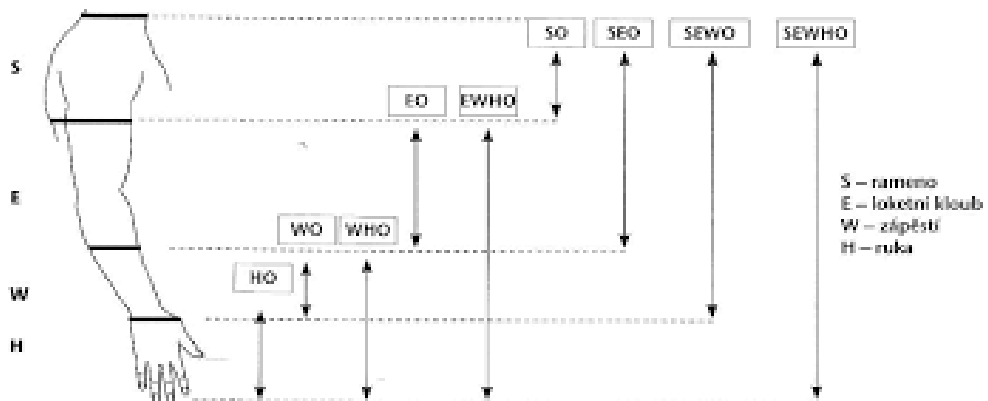 SO SEO SEWO SEWHO
S
EO EWHO
E
S – rameno
E – loketní kloub
W – zápěstí
H – ruka
WO WHO
HO
W
H